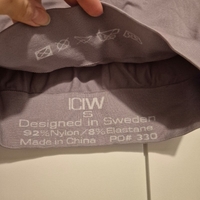 ICIW
S
Designed in Sweden
92% Nylon/8% Elastane
Made in China PO# 330